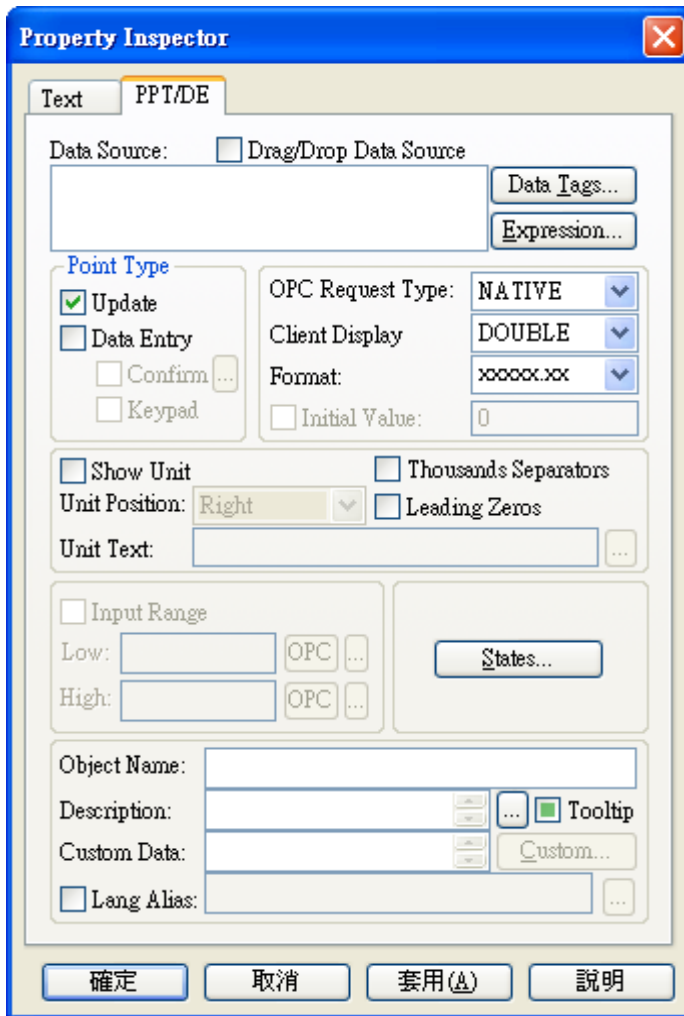 Property Inspector
Text PPT/DE
Data Source: Drag/Drop Data Source
Data Tags...
Expression...
Point Type
Update
Data Entry
Confirm ...
Keypad
OPC Request Type: NATIVE
Client Display DOUBLE
Format: xxxxx.xx
Initial Value: 0
Show Unit Thousands Separators
Unit Position: Right Leading Zeros
Unit Text: ...
Input Range
Low: OPC ...
High: OPC ...
States...
Object Name:
Description: ... Tooltip
Custom Data: Custom...
Lang Alias: ...
確定 取消 套用(A) 說明